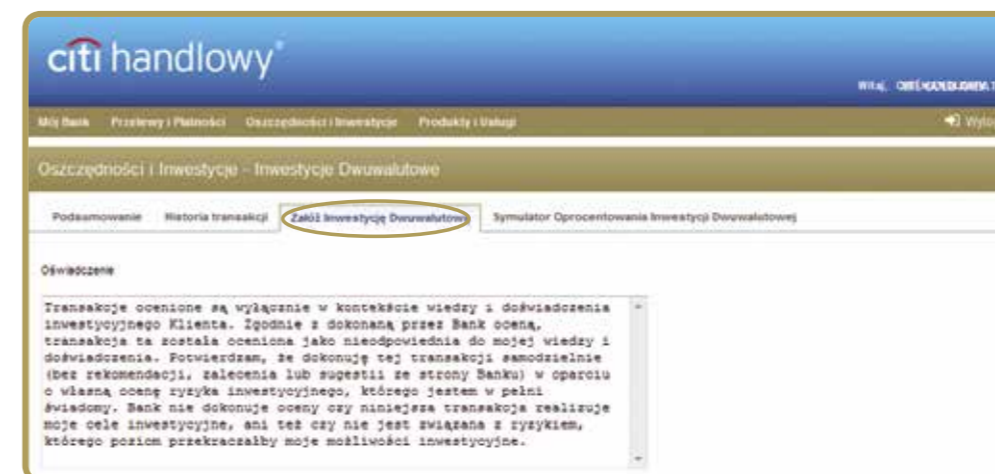 citi handlowy®
Witaj,
Mój Bank Przelewy i Płatności Oszczędności i Inwestycje Produkty i Usługi
Oszczędności i Inwestycje - Inwestycje Dwuwalutowe
Podsumowanie Historia transakcji Załóż Inwestycję Dwuwalutową Symulator Oprocentowania Inwestycji Dwuwalutowej
Oświadczenie
Transakcje ocenione są wyłącznie w kontekście wiedzy i doświadczenia
inwestycyjnego Klienta. Zgodnie z dokonaną przez Bank oceną,
transakcja ta została oceniona jako nieodpowiednia do mojej wiedzy i
doświadczenia. Potwierdzam, że dokonuję tej transakcji samodzielnie
(bez rekomendacji, zalecenia lub sugestii ze strony Banku) w oparciu
o własną ocenę ryzyka inwestycyjnego, którego jestem w pełni
świadomy. Bank nie dokonuje oceny czy niniejsza transakcja realizuje
moje cele inwestycyjne, ani też czy nie jest związana z ryzykiem,
którego poziom przekraczałby moje możliwości inwestycyjne.